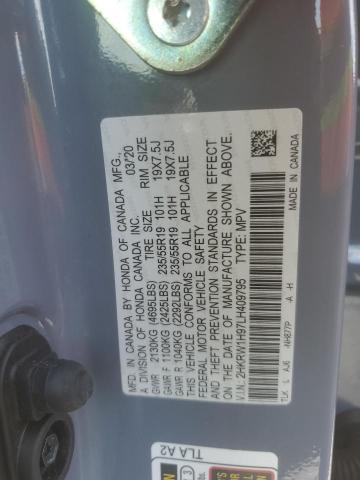 MFD. IN CANADA BY HONDA OF CANADA MFG.,
A DIVISION OF HONDA CANADA INC. 03/20
TIRE SIZE RIM SIZE
GVWR 2130KG (4695LBS)
GAWR F 1100KG (2425LBS) 235/55R19 101H 19X7.5J
GAWR R 1040KG (2292LBS) 235/55R19 101H 19X7.5J
THIS VEHICLE CONFORMS TO ALL APPLICABLE
FEDERAL MOTOR VEHICLE SAFETY
AND THEFT PREVENTION STANDARDS IN EFFECT
ON THE DATE OF MANUFACTURE SHOWN ABOVE.
V.I.N: 2HKRW1H97LH409795 TYPE: MPV
TLK L AJ6 NH877P -A -H MADE IN CANADA
TLA A2